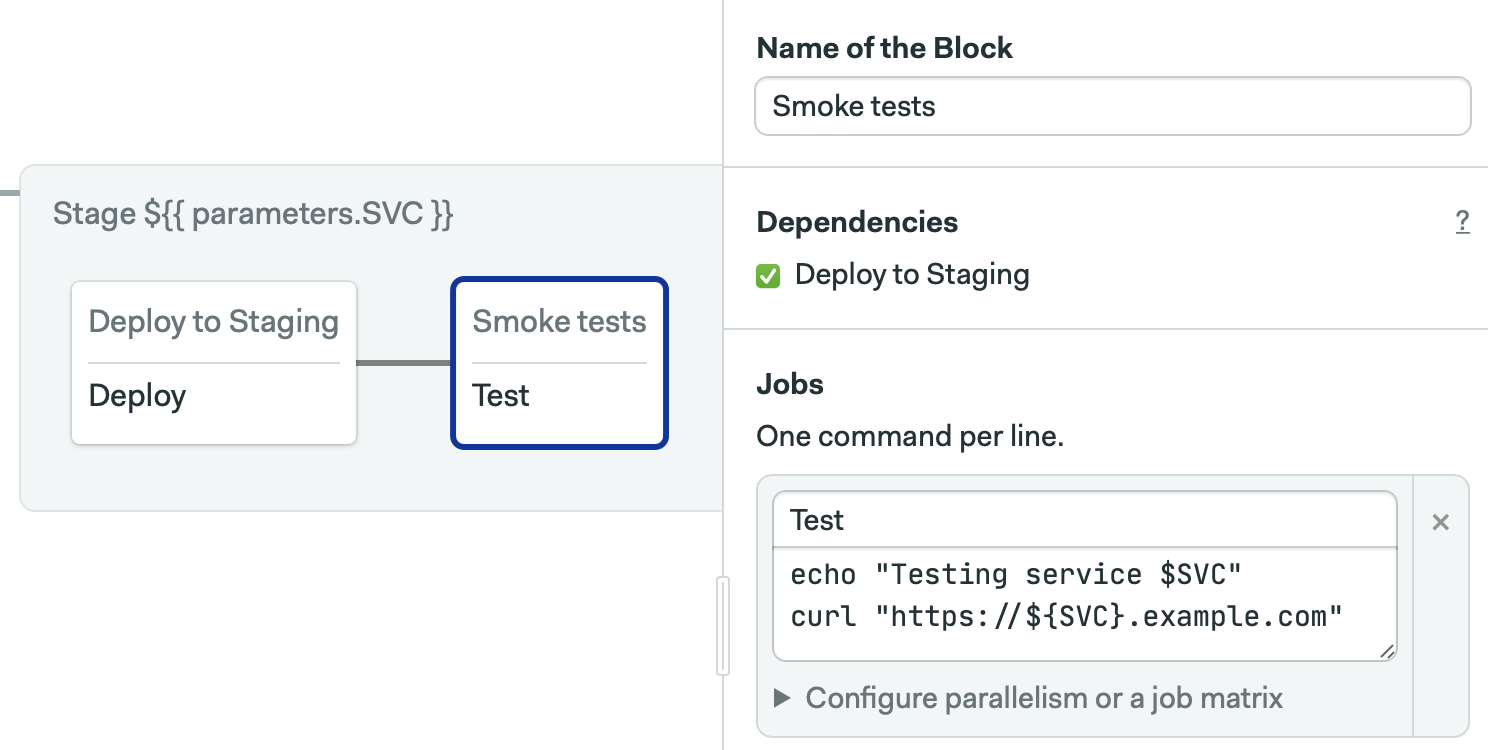 Stage ${{ parameters.SVC }}
Deploy to Staging
Deploy
Smoke tests
Test
Name of the Block
Smoke tests
Dependencies
?
✅ Deploy to Staging
Jobs
One command per line.
Test
×
echo "Testing service $SVC"
curl "https://${SVC}.example.com"
▶ Configure parallelism or a job matrix